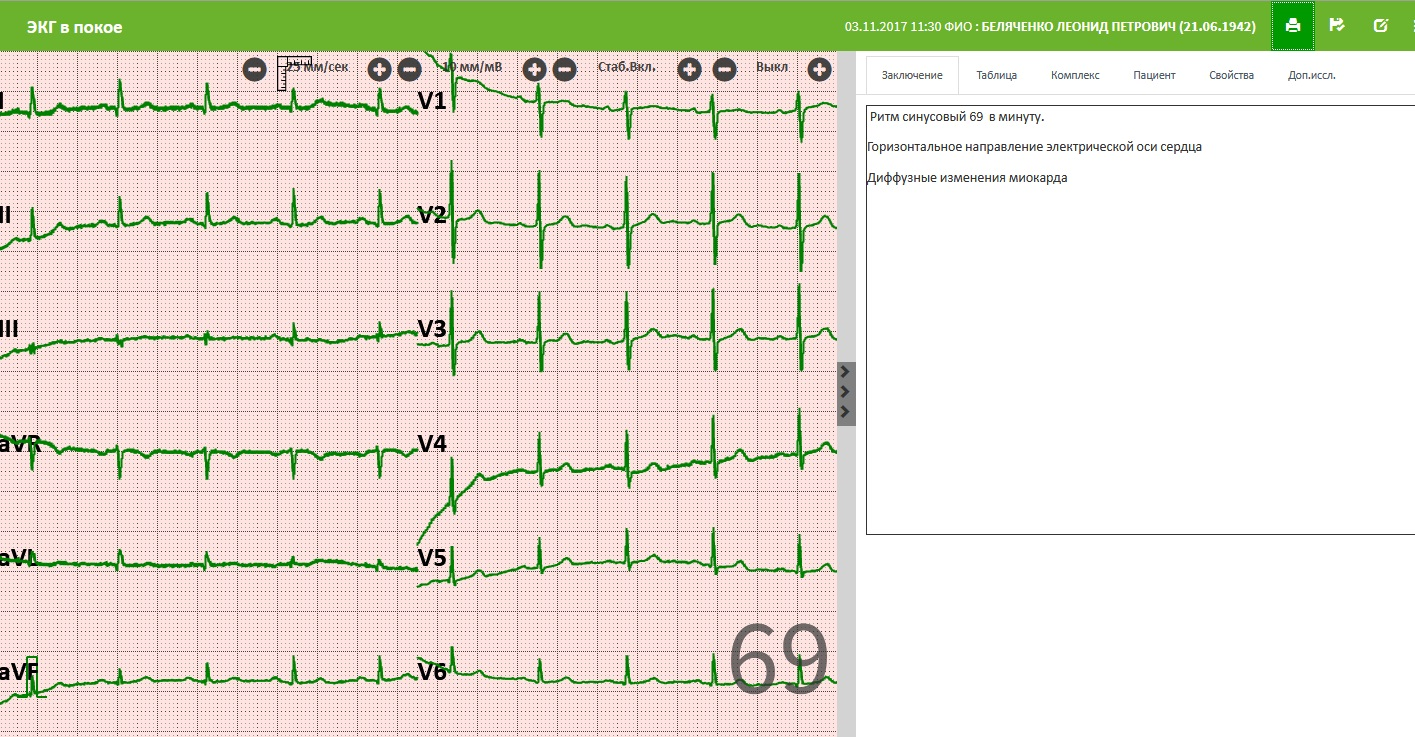 ЭКГ в покое
03.11.2017 11:30 ФИО : БЕЛЯЧЕНКО ЛЕОНИД ПЕТРОВИЧ (21.06.1942)
25 мм/сек
10 мм/мВ
Стаб.Вкл.
Выкл
Заключение
Таблица
Комплекс
Пациент
Свойства
Доп.иссл.
I
V1
Ритм синусовый 69 в минуту.
Горизонтальное направление электрической оси сердца
Диффузные изменения миокарда
II
V2
III
V3
aVR
V4
aVL
V5
aVF
V6
69